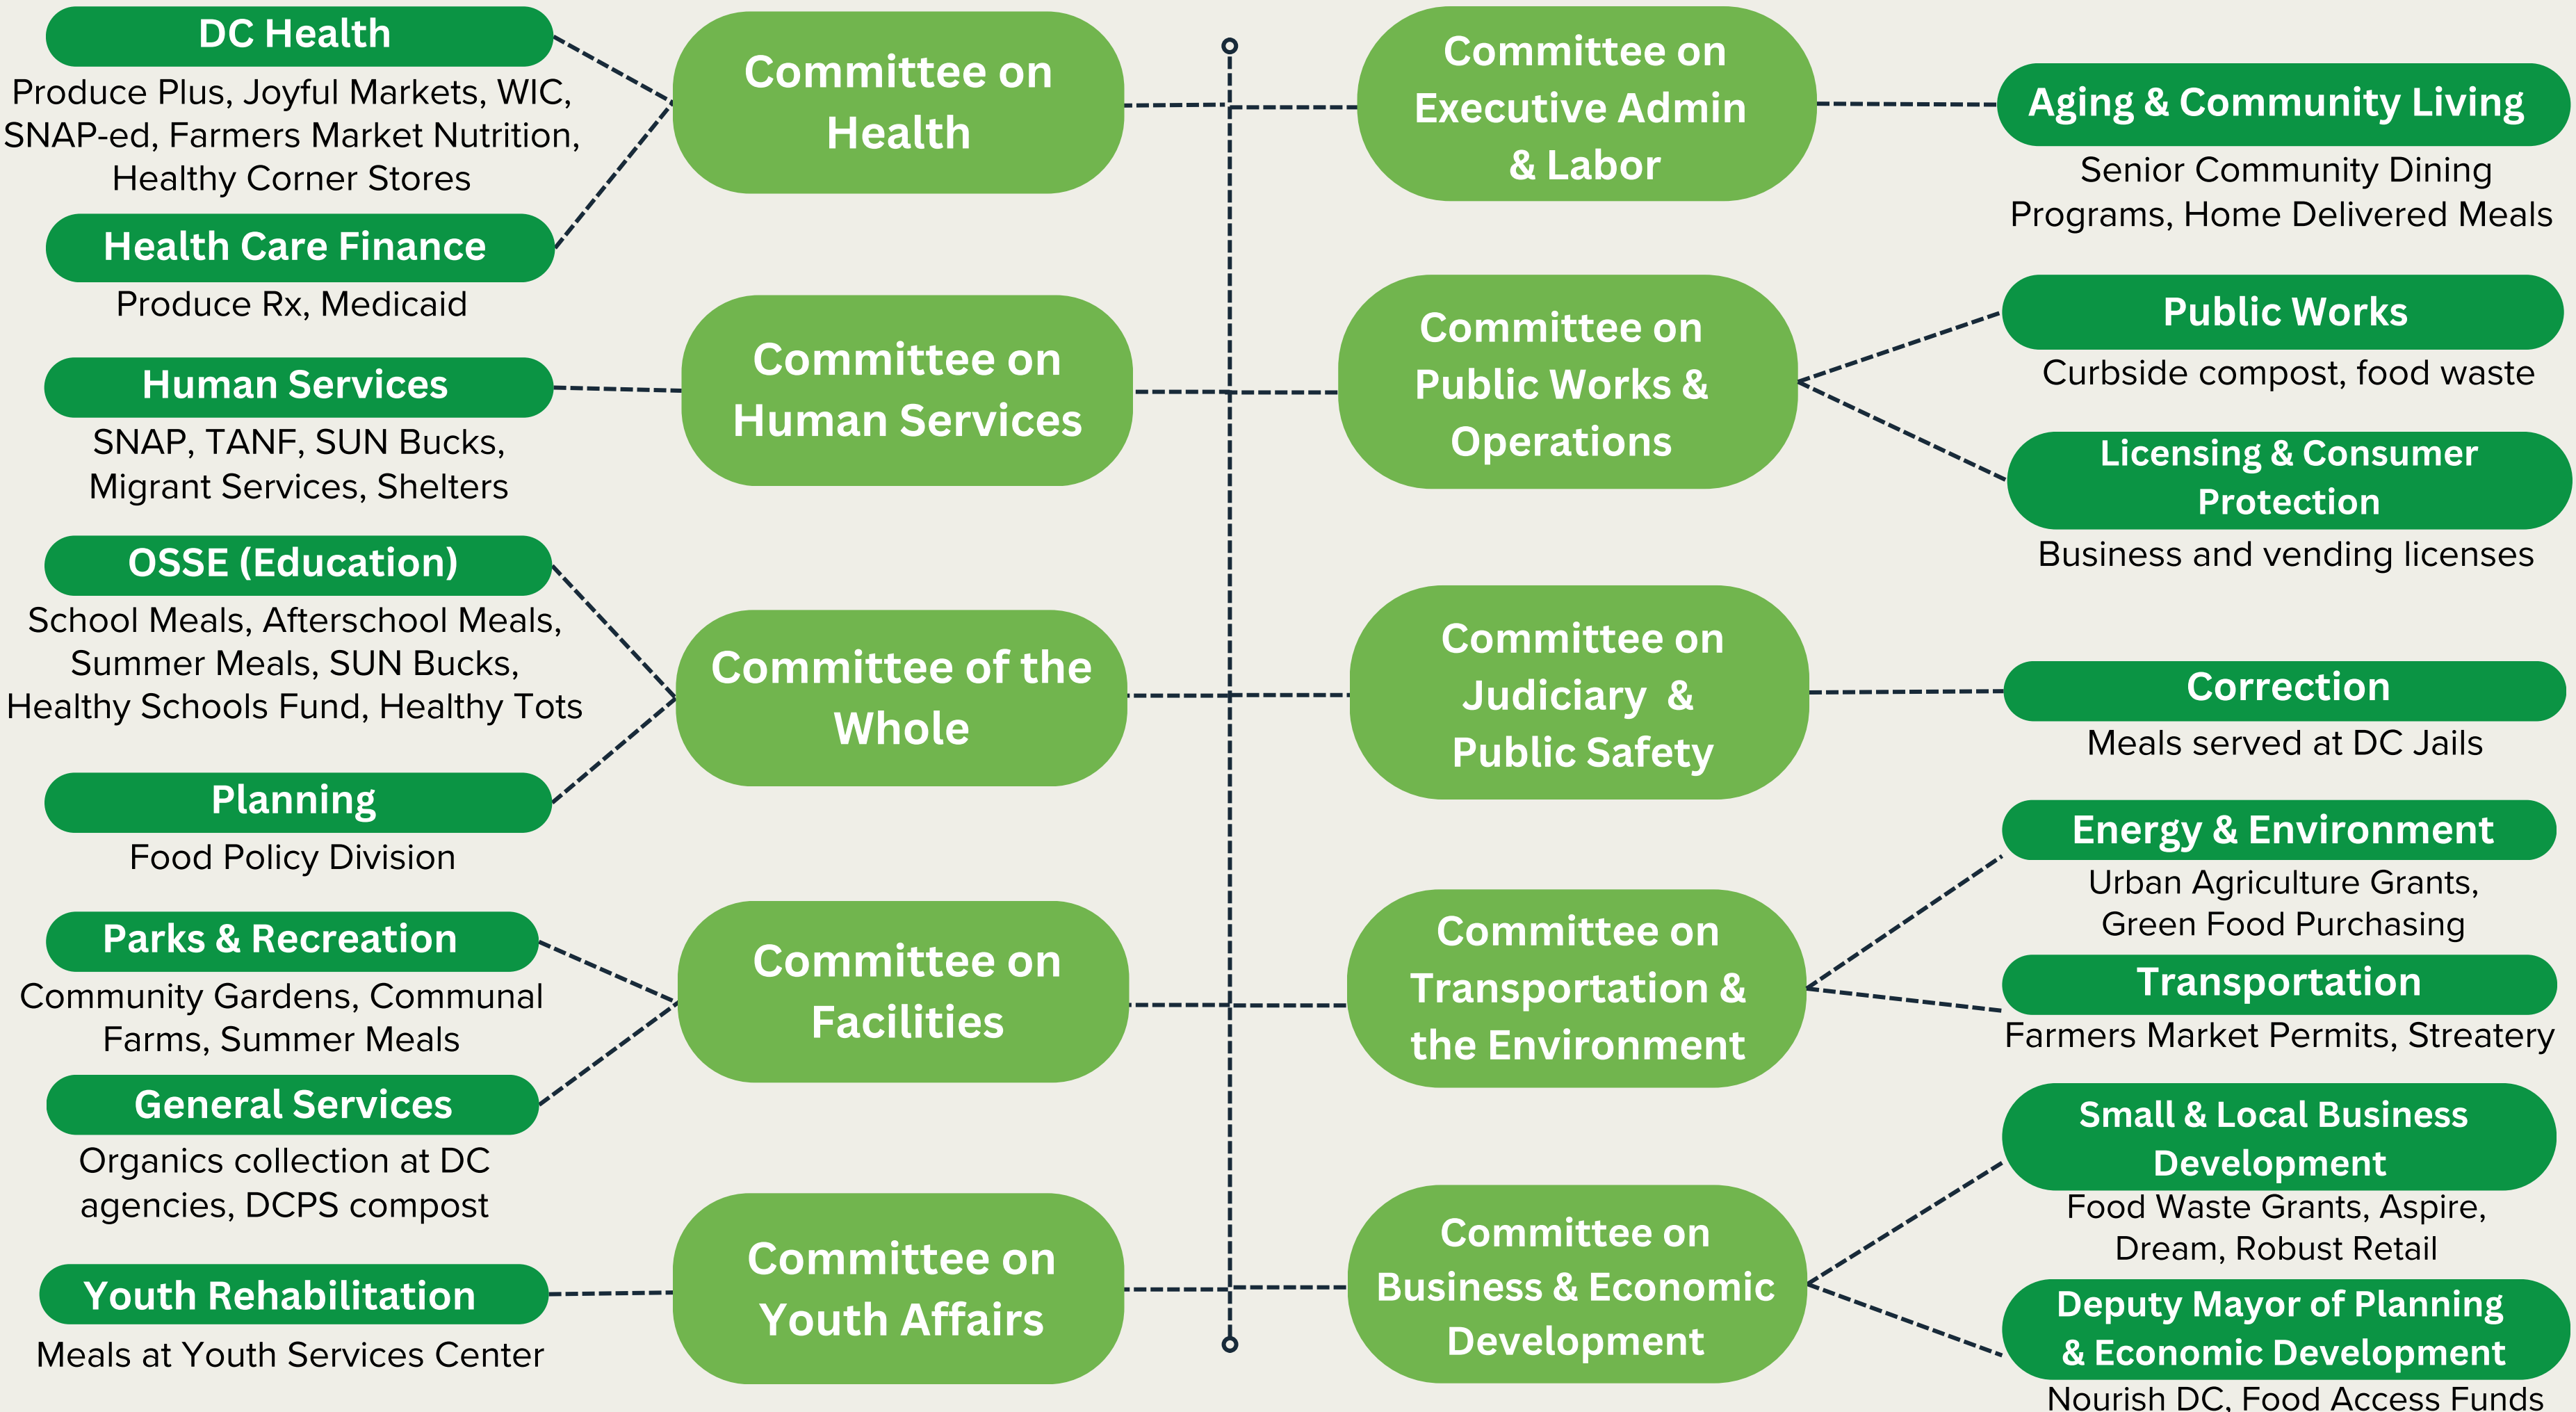 DC Health
Produce Plus, Joyful Markets, WIC,
SNAP-ed, Farmers Market Nutrition,
Healthy Corner Stores
Health Care Finance
Produce Rx, Medicaid
Committee on
Health
Human Services
SNAP, TANF, SUN Bucks,
Migrant Services, Shelters
Committee on
Human Services
OSSE (Education)
School Meals, Afterschool Meals,
Summer Meals, SUN Bucks,
Healthy Schools Fund, Healthy Tots
Planning
Food Policy Division
Committee of the
Whole
Parks & Recreation
Community Gardens, Communal
Farms, Summer Meals
General Services
Organics collection at DC
agencies, DCPS compost
Committee on
Facilities
Youth Rehabilitation
Meals at Youth Services Center
Committee on
Youth Affairs
Committee on
Executive Admin
& Labor
Aging & Community Living
Senior Community Dining
Programs, Home Delivered Meals
Committee on
Public Works &
Operations
Public Works
Curbside compost, food waste
Licensing & Consumer
Protection
Business and vending licenses
Committee on
Judiciary &
Public Safety
Correction
Meals served at DC Jails
Committee on
Transportation &
the Environment
Energy & Environment
Urban Agriculture Grants,
Green Food Purchasing
Transportation
Farmers Market Permits, Streatery
Committee on
Business & Economic
Development
Small & Local Business
Development
Food Waste Grants, Aspire,
Dream, Robust Retail
Deputy Mayor of Planning
& Economic Development
Nourish DC, Food Access Funds